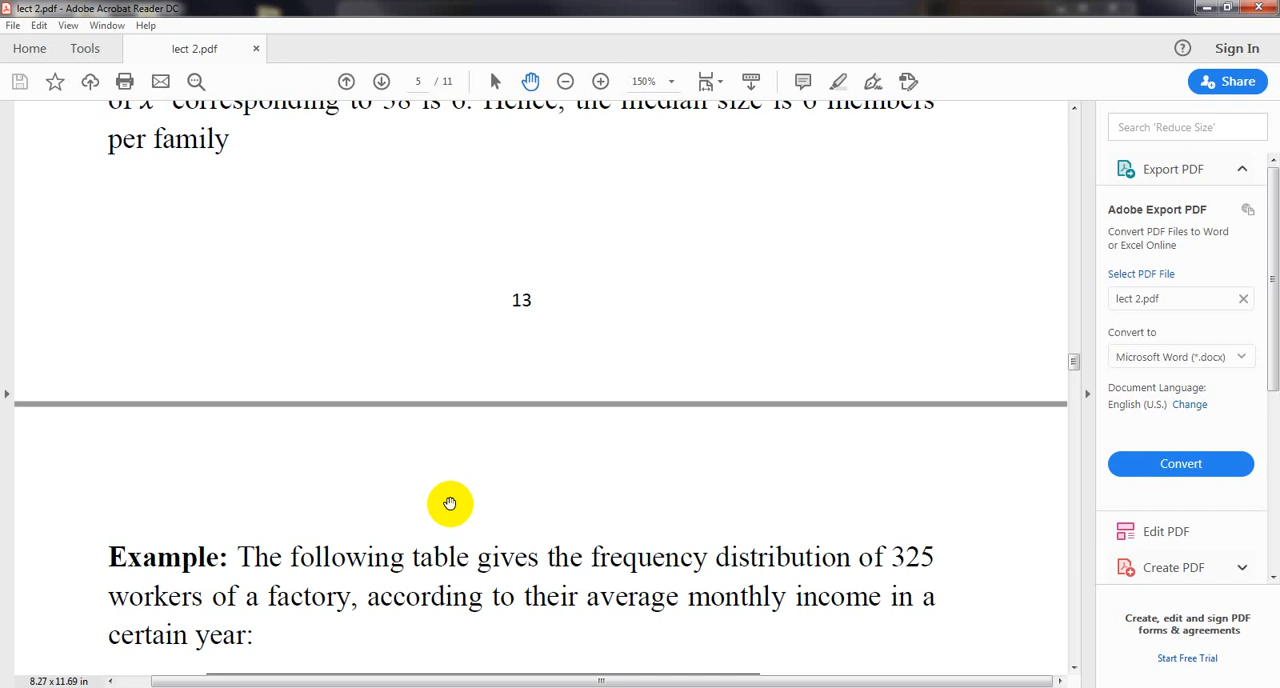 lect 2.pdf - Adobe Acrobat Reader DC
File Edit View Window Help
Home Tools lect 2.pdf × Sign In
5 / 11 150% Share
of x corresponding to 38 is 6. Hence, the median size is 6 members
per family
13
Example: The following table gives the frequency distribution of 325
workers of a factory, according to their average monthly income in a
certain year:
8.27 x 11.69 in
Search 'Reduce Size'
Export PDF
Adobe Export PDF
Convert PDF Files to Word
or Excel Online
Select PDF File
lect 2.pdf
Convert to
Microsoft Word (*.docx)
Document Language:
English (U.S.) Change
Convert
Edit PDF
Create PDF
Create, edit and sign PDF
forms & agreements
Start Free Trial